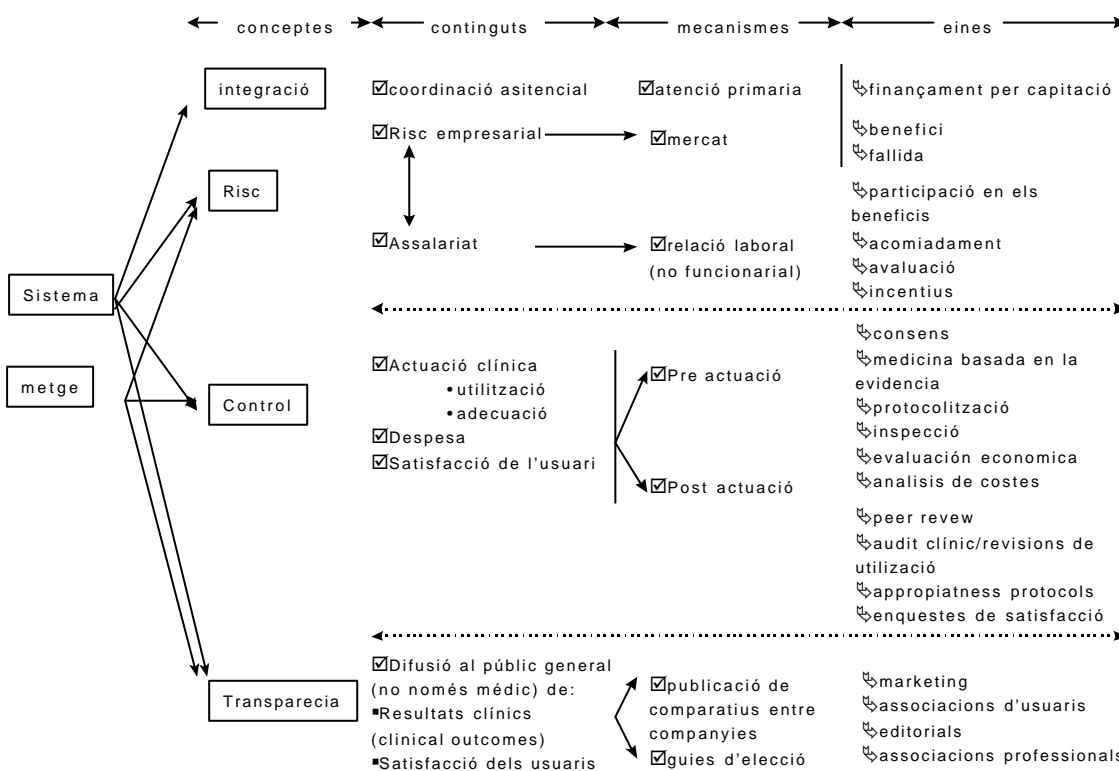 conceptes
continguts
mecanismes
eines
integració
coordinació asitencial
atenció primaria
finançament per capitació
Risc empresarial
mercat
benefici
fallida
Risc
participació en els
beneficis
Assalariat
relació laboral
(no funcionarial)
acomiadament
avaluació
incentius
Sistema
metge
Control
Actuació clínica
•utilització
•adecuació
Despesa
Satisfacció de l'usuari
Pre actuació
Post actuació
consens
medicina basada en la
evidencia
protocolització
inspecció
evaluación economica
analisis de costes
peer revew
audit clínic/revisions de
utilizació
appropiatness protocols
enquestes de satisfacció
Transparecia
Difusió al públic general
(no només médic) de:
▪Resultats clínics
(clinical outcomes)
▪Satisfacció dels usuaris
publicació de
comparatius entre
companyies
guies d'elecció
marketing
associacions d'usuaris
editorials
associacions professionals